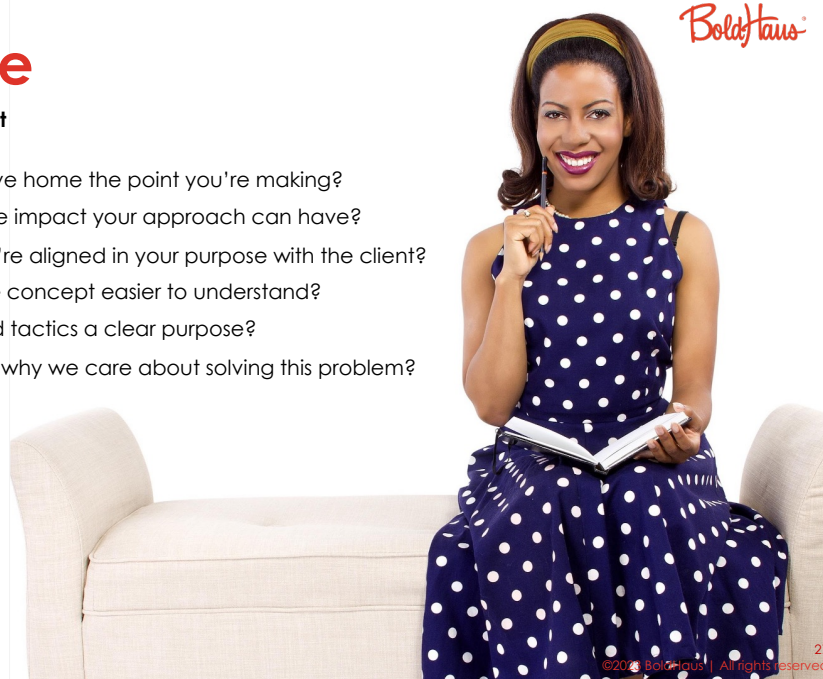 BoldHaus
e
t
ve home the point you're making?
e impact your approach can have?
're aligned in your purpose with the client?
concept easier to understand?
d tactics a clear purpose?
why we care about solving this problem?
2
©2023 BoldHaus | All rights reserved